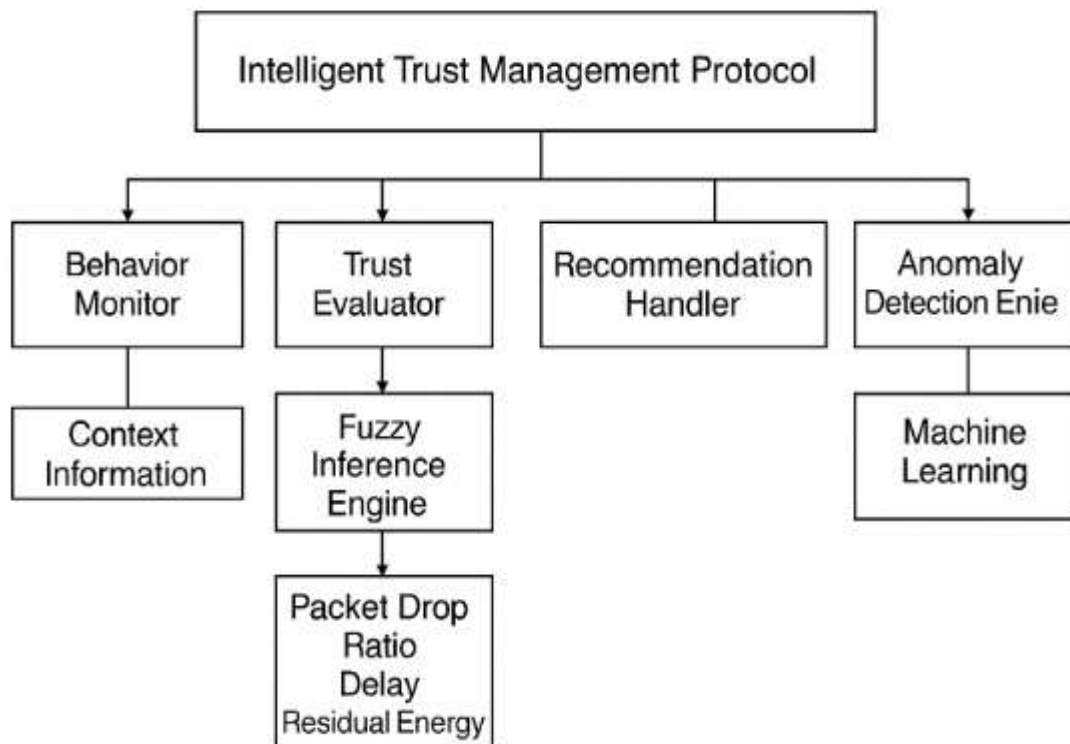 Intelligent Trust Management Protocol
Behavior
Monitor
Trust
Evaluator
Recommendation
Handler
Anomaly
Detection Enie
Context
Information
Fuzzy
Inference
Engine
Machine
Learning
Packet Drop
Ratio
Delay
Residual Energy